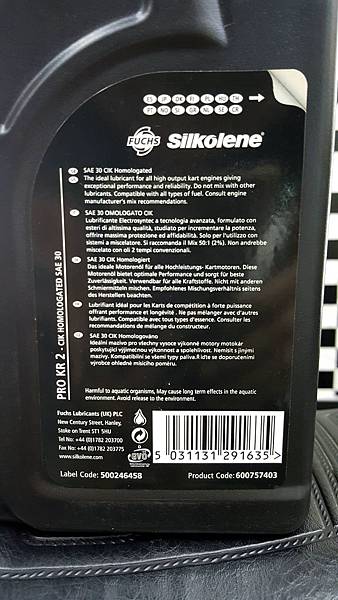 FUCHS Silkolene®
SAE 30 CIK Homologated
The ideal lubricant for all high output kart engines giving
exceptional performance and reliability. Do not mix with other
lubricants. Compatible with all types of fuel. Consult engine
manufacturer's mix recommendations.
SAE 30 OMOLOGATO CIK
Lubrificante Electrosyntec a tecnologia avanzata, formulato con
esteri di altissima qualità, studiato per incrementare la potenza,
offrire massima protezione ed affidabilità. Solo per l'utilizzo con
sistemi a miscelatore. Si raccomanda il Mix 50:1 (2%). Non andrebbe
miscelato con oli 2 tempi convenzionali.
SAE 30 CIK Homologiert
Das ideale Motorenöl für alle Hochleistungs- Kartmotoren. Diese
Motorenöl bietet optimale Performance und sorgt für beste
Zuverlässigkeit. Verwendbar für alle Kraftstoffe. Nicht mit anderen
Schmiermitteln mischen. Empfohlenes Mischungsverhältnis seitens
des Herstellers beachten.
Lubrifiant idéal pour les Karts de compétition à forte puissance
offrant performance et longévité. Ne pas mélanger avec d'autres
lubrifiants. Compatible avec tous types d'essence. Consulter les
recommandations de mélange du constructeur.
SAE 30 CIK Homologováno
Ideální mazivo pro všechny vysoce výkonné motory motokár
poskytující výjimečnou výkonnost a spolehlivost. Nemísit s jinými
mazivy. Kompatibilní se všemi typy paliva. Řiďte se doporučeními
výrobce ohledně mísícího poměru.
PRO KR 2 - CIK HOMOLOGATED SAE 30
Harmful to aquatic organisms, May cause long term effects in the aquatic
environment. Avoid release to the environment.
Fuchs Lubricants (UK) PLC
New Century Street, Hanley,
Stoke on Trent ST1 5HU
Tel No: +44 (0)1782 203700
Fax No: +44 (0)1782 203775
www.silkolene.com
5 031131 291635 >
Label Code: 500246458
Product Code: 600757403